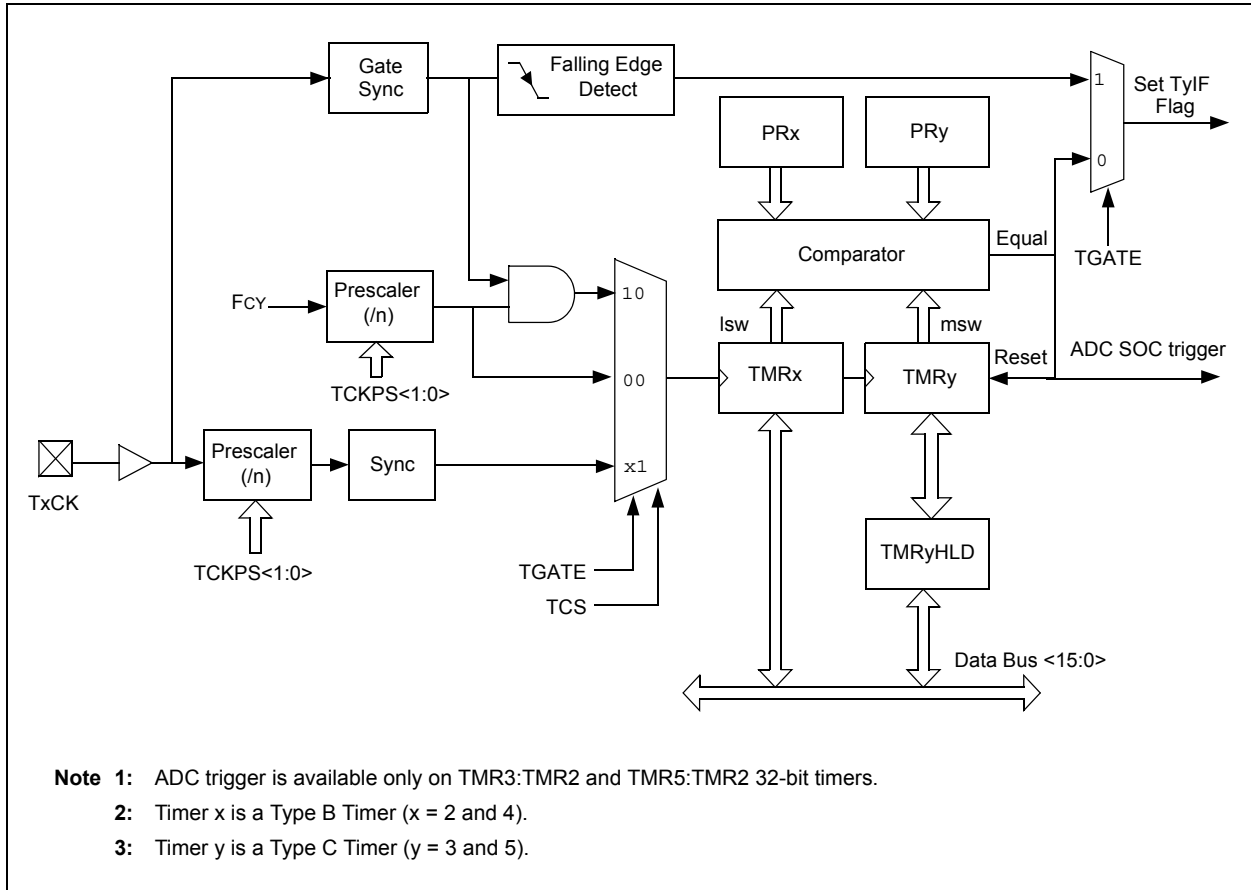 Gate
Sync
Falling Edge
Detect
1
Set TyIF
Flag
PRx
PRy
0
Comparator
Equal
TGATE
FCY
Prescaler
(/n)
10
lsw
msw
TCKPS<1:0>
00
TMRx
TMRy
Reset
ADC SOC trigger
TxCK
Prescaler
(/n)
Sync
x1
TCKPS<1:0>
TGATE
TCS
TMRyHLD
Data Bus <15:0>
Note 1: ADC trigger is available only on TMR3:TMR2 and TMR5:TMR2 32-bit timers.
2: Timer x is a Type B Timer (x = 2 and 4).
3: Timer y is a Type C Timer (y = 3 and 5).